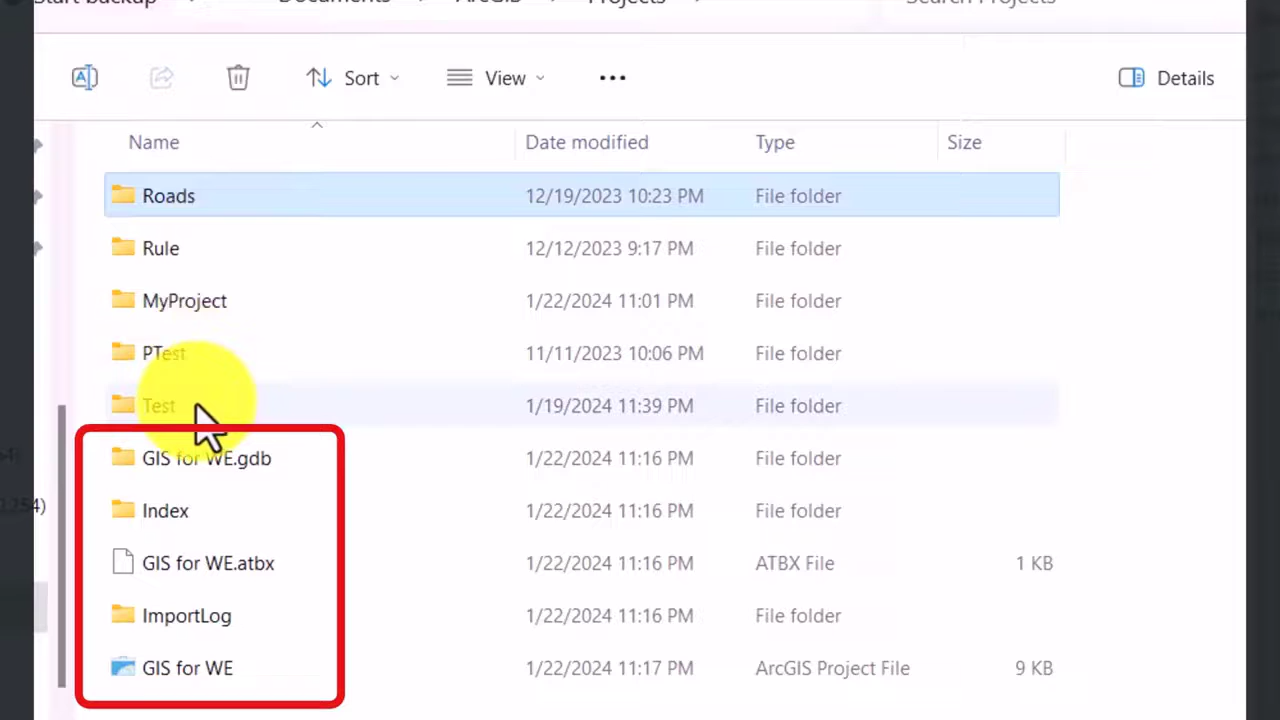 Start backup Documents ArcGIS Projects Search Projects
Sort View ••• Details
Name Date modified Type Size
Roads 12/19/2023 10:23 PM File folder
Rule 12/12/2023 9:17 PM File folder
MyProject 1/22/2024 11:01 PM File folder
PTest 11/11/2023 10:06 PM File folder
Test 1/19/2024 11:39 PM File folder
GIS for WE.gdb 1/22/2024 11:16 PM File folder
Index 1/22/2024 11:16 PM File folder
GIS for WE.atbx 1/22/2024 11:16 PM ATBX File 1 KB
ImportLog 1/22/2024 11:16 PM File folder
GIS for WE 1/22/2024 11:17 PM ArcGIS Project File 9 KB